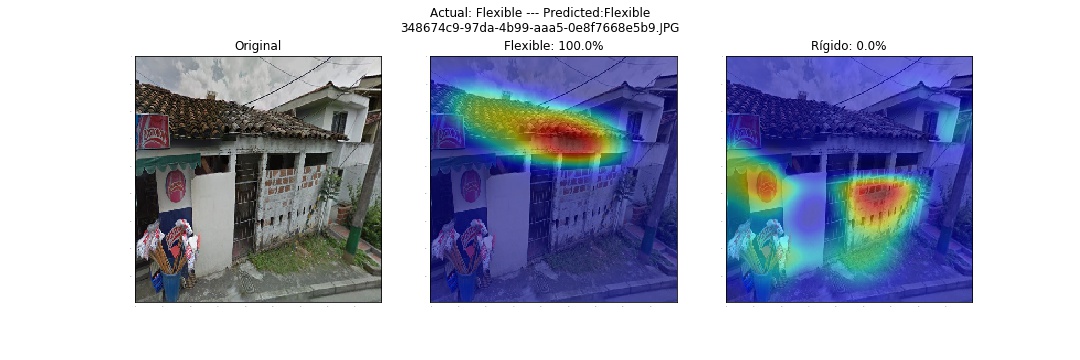 Actual: Flexible --- Predicted:Flexible
348674c9-97da-4b99-aaa5-0e8f7668e5b9.JPG
Original
Flexible: 100.0%
Rígido: 0.0%